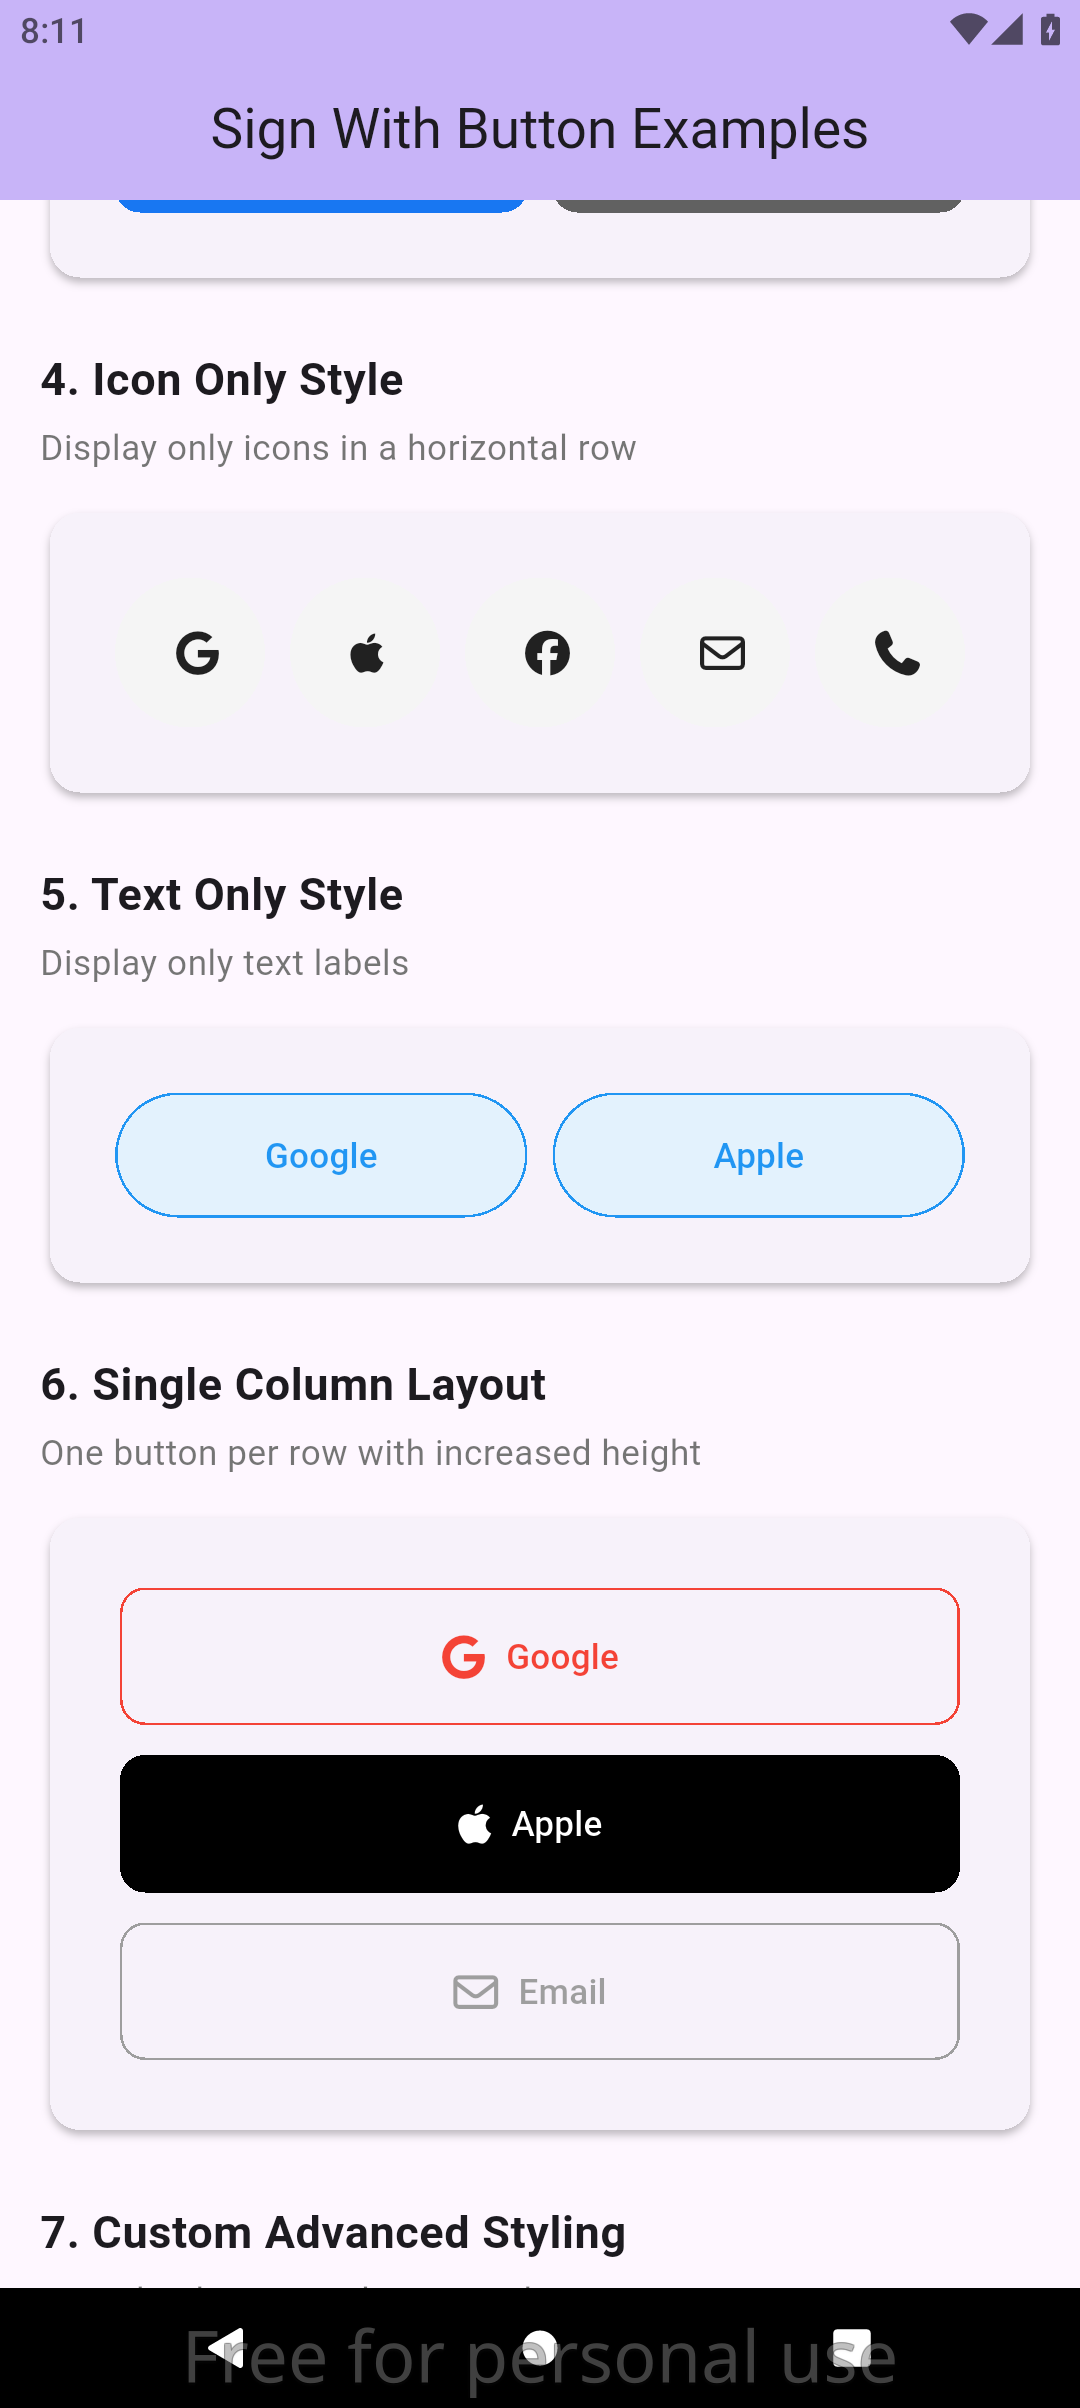 8:11
Sign With Button Examples
4. Icon Only Style
Display only icons in a horizontal row
5. Text Only Style
Display only text labels
Google
Apple
6. Single Column Layout
One button per row with increased height
Google
Apple
Email
7. Custom Advanced Styling
Free for personal use